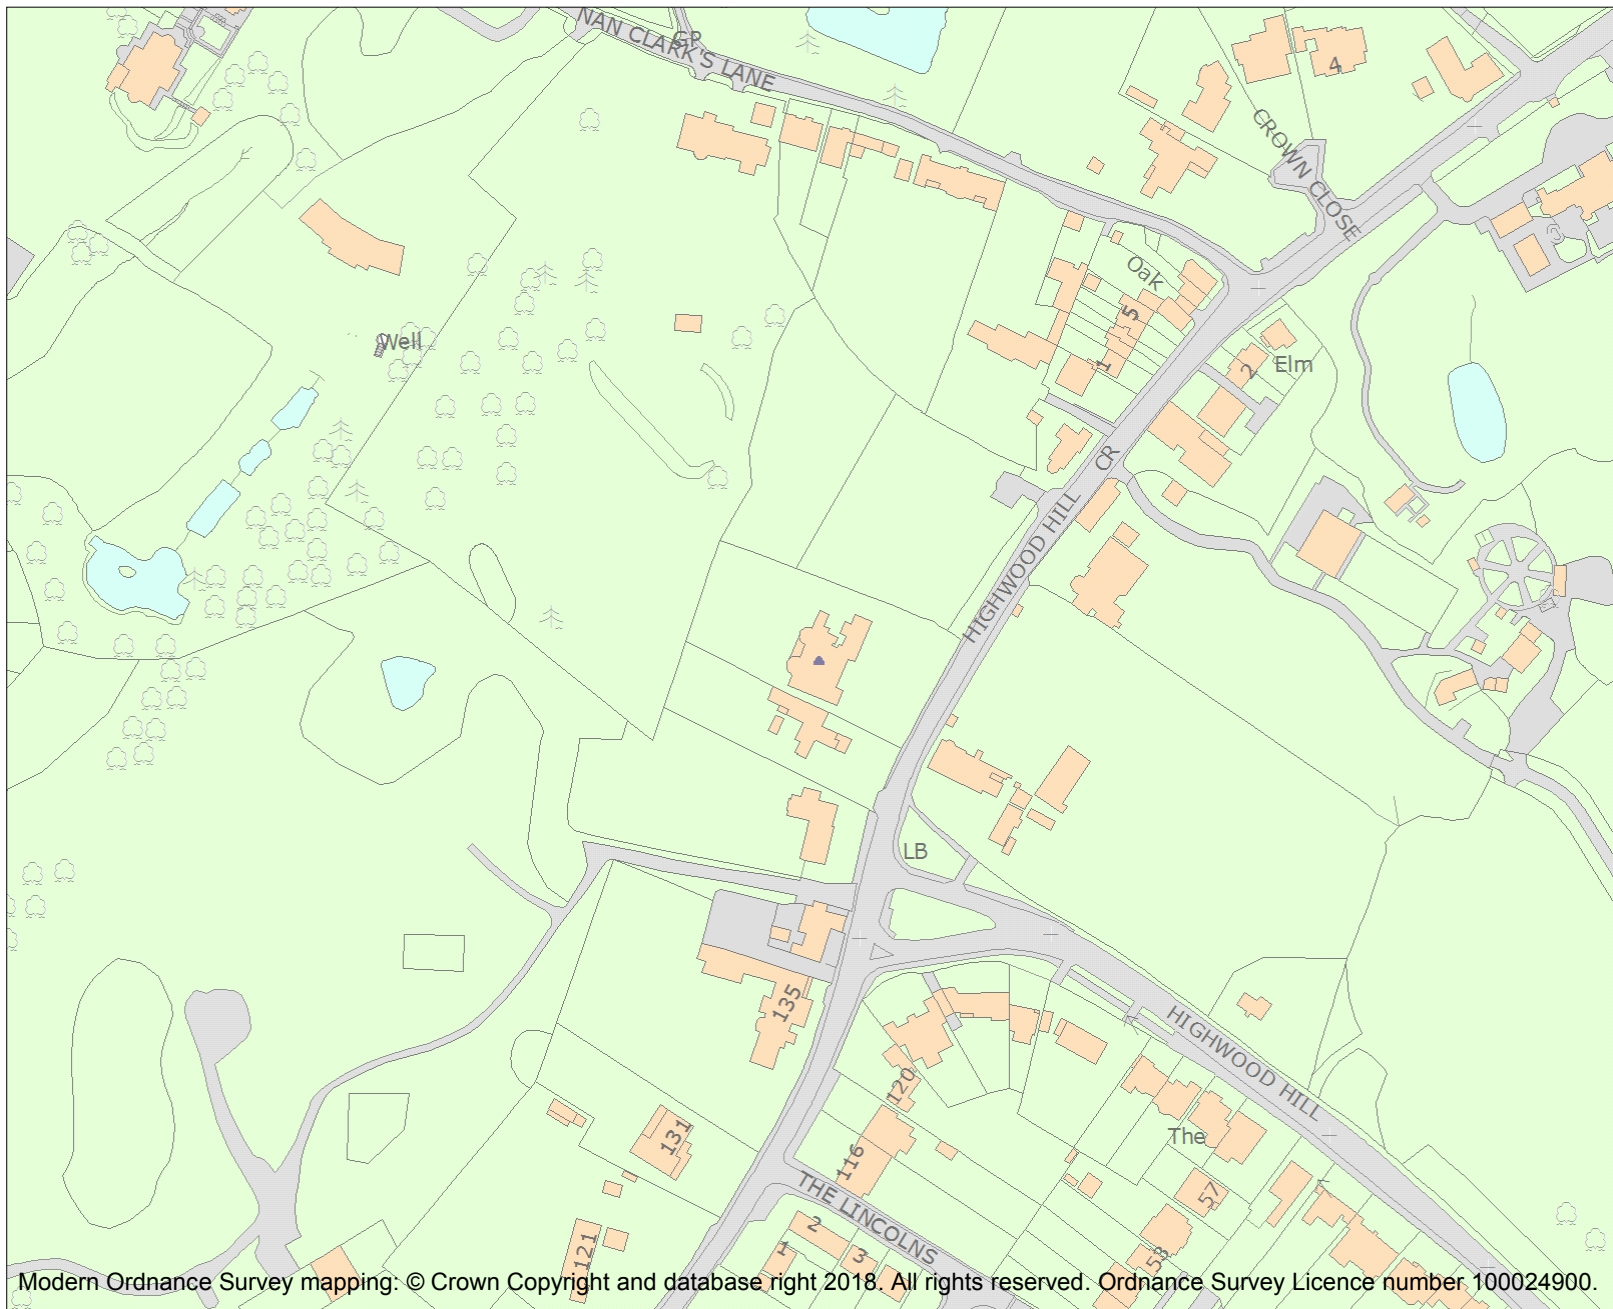 NAN CLARK'S LANE
GP
4
CROWN CLOSE
Oak
5
1
Elm
2
Well
CR
HIGHWOOD HILL
LB
135
HIGHWOOD HILL
120
131
116
The
57
THE LINCOLNS
2
1
3
58
121
Modern Ordnance Survey mapping: © Crown Copyright and database right 2018. All rights reserved. Ordnance Survey Licence number 100024900.